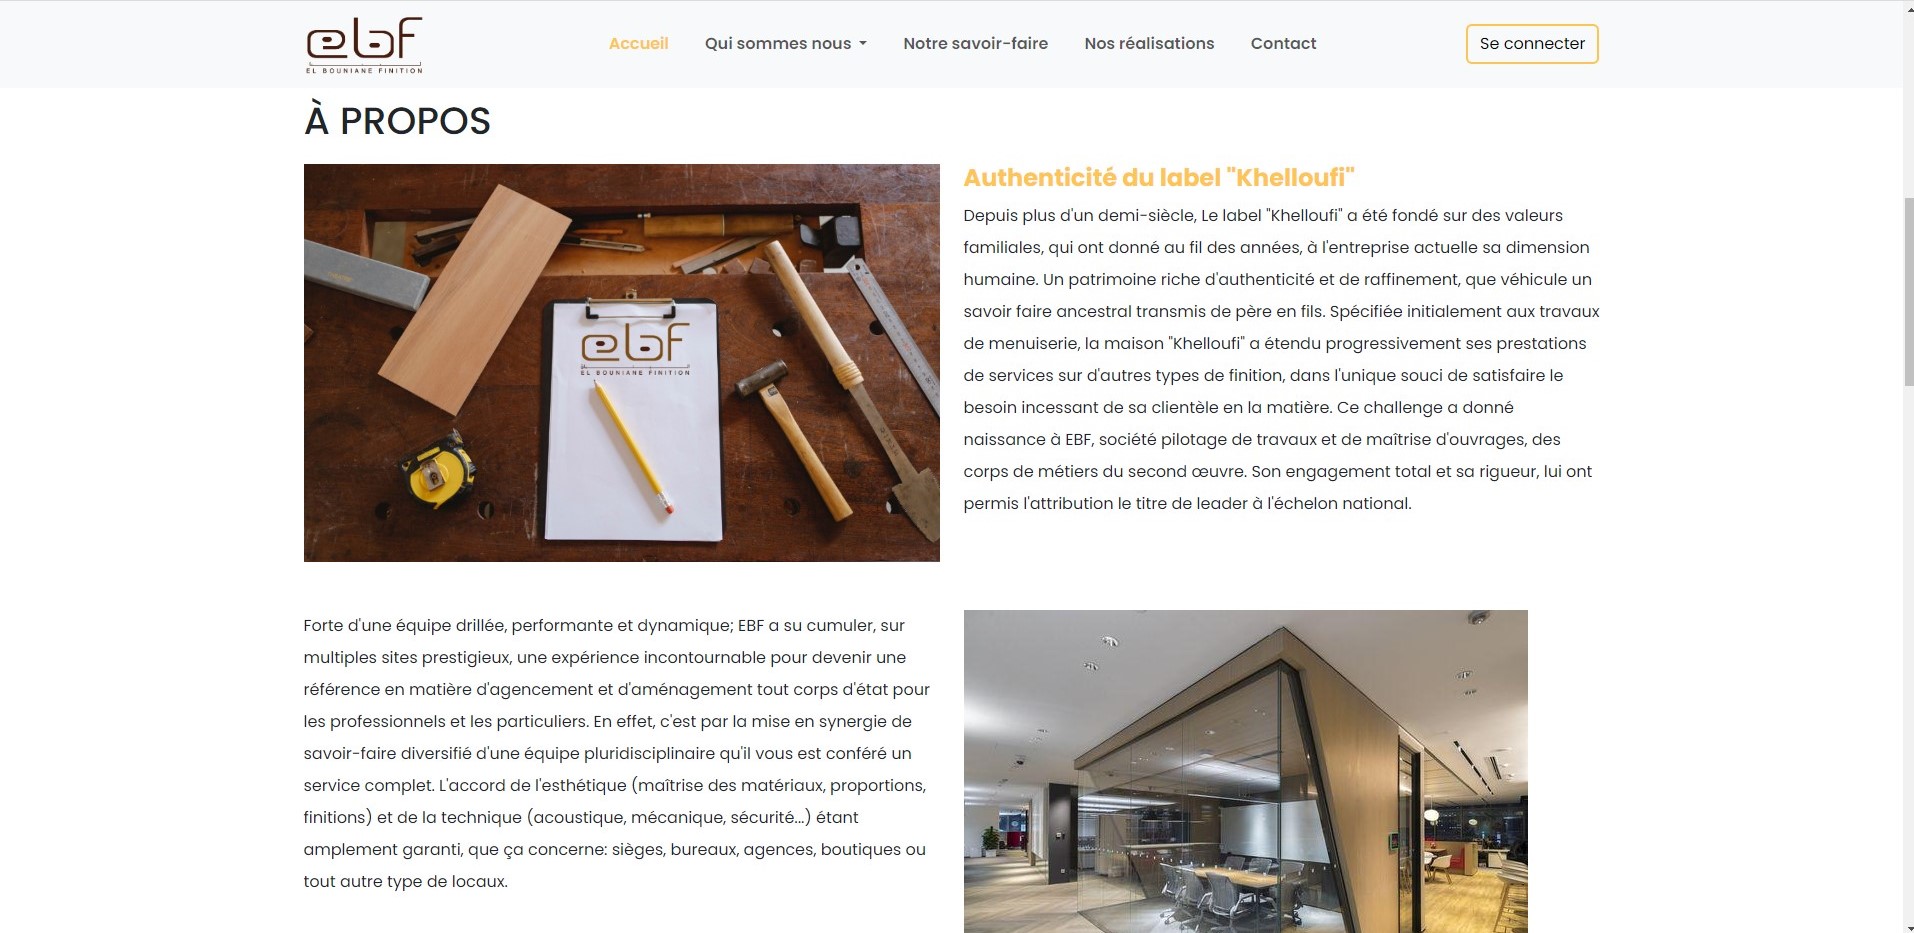 ebf
EL BOUNIANE FINITION
Accueil
Qui sommes nous
Notre savoir-faire
Nos réalisations
Contact
Se connecter
À PROPOS
ebf
EL BOUNIANE FINITION
Authenticité du label "Khelloufi"
Depuis plus d'un demi-siècle, Le label "Khelloufi" a été fondé sur des valeurs
familiales, qui ont donné au fil des années, à l'entreprise actuelle sa dimension
humaine. Un patrimoine riche d'authenticité et de raffinement, que véhicule un
savoir faire ancestral transmis de père en fils. Spécifiée initialement aux travaux
de menuiserie, la maison "Khelloufi" a étendu progressivement ses prestations
de services sur d'autres types de finition, dans l'unique souci de satisfaire le
besoin incessant de sa clientèle en la matière. Ce challenge a donné
naissance à EBF, société pilotage de travaux et de maîtrise d'ouvrages, des
corps de métiers du second œuvre. Son engagement total et sa rigueur, lui ont
permis l'attribution le titre de leader à l'échelon national.
Forte d'une équipe drillée, performante et dynamique; EBF a su cumuler, sur
multiples sites prestigieux, une expérience incontournable pour devenir une
référence en matière d'agencement et d'aménagement tout corps d'état pour
les professionnels et les particuliers. En effet, c'est par la mise en synergie de
savoir-faire diversifié d'une équipe pluridisciplinaire qu'il vous est conféré un
service complet. L'accord de l'esthétique (maîtrise des matériaux, proportions,
finitions) et de la technique (acoustique, mécanique, sécurité...) étant
amplement garanti, que ça concerne: sièges, bureaux, agences, boutiques ou
tout autre type de locaux.